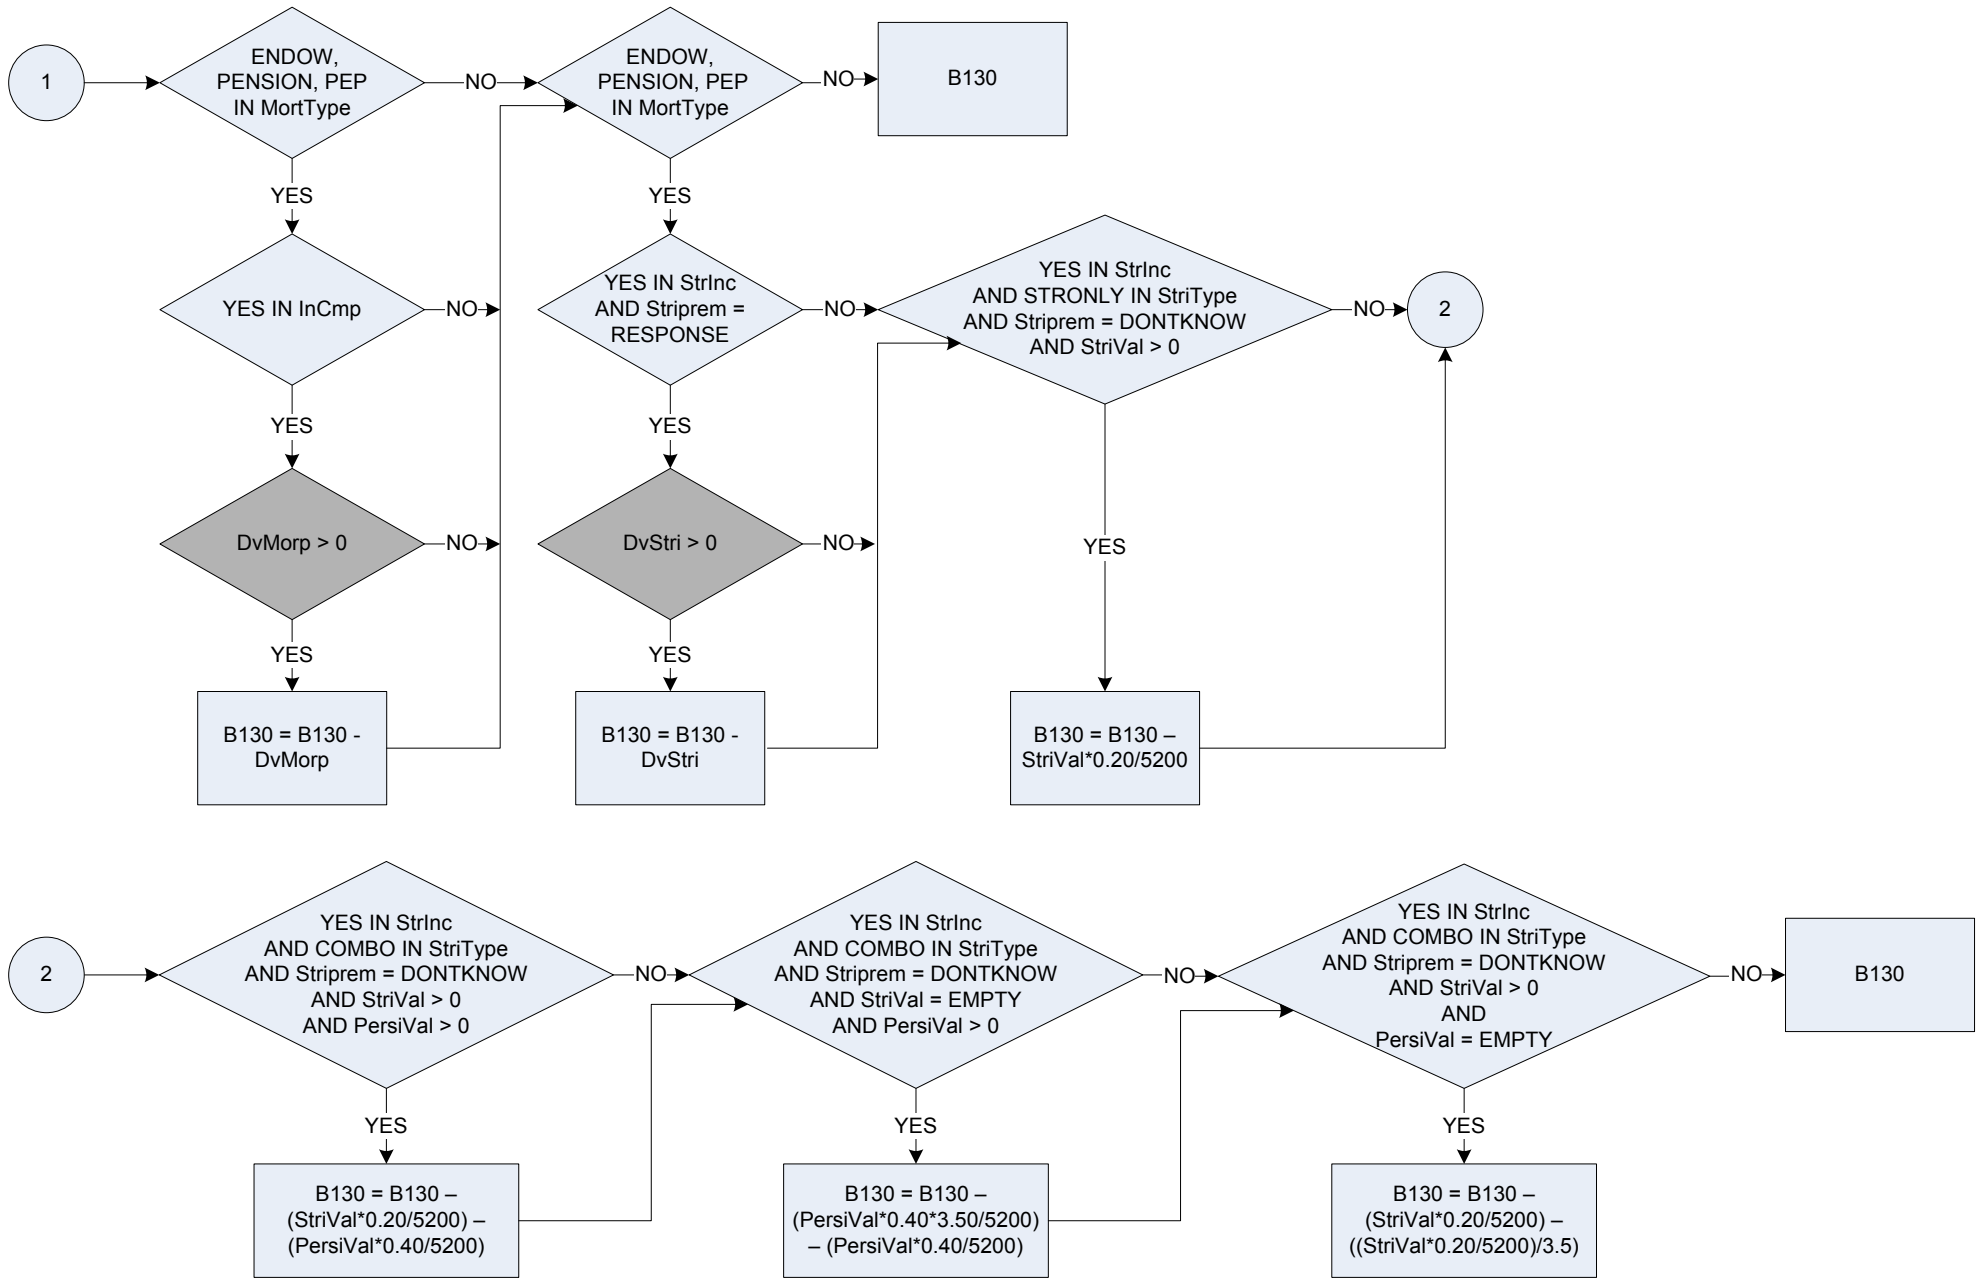 1
ENDOW,
PENSION, PEP
IN MortType
NO
ENDOW,
PENSION, PEP
IN MortType
NO
B130
YES
YES
YES IN InCmp
NO
YES IN StrInc
AND Striprem =
RESPONSE
NO
YES IN StrInc
AND STRONLY IN StriType
AND Striprem = DONTKNOW
AND StriVal > 0
NO
2
YES
YES
YES
DvMorp > 0
NO
DvStri > 0
NO
YES
YES
B130 = B130 -
DvMorp
B130 = B130 -
DvStri
B130 = B130 –
StriVal*0.20/5200
2
YES IN StrInc
AND COMBO IN StriType
AND Striprem = DONTKNOW
AND StriVal > 0
AND PersiVal > 0
NO
YES IN StrInc
AND COMBO IN StriType
AND Striprem = DONTKNOW
AND StriVal = EMPTY
AND PersiVal > 0
NO
YES IN StrInc
AND COMBO IN StriType
AND Striprem = DONTKNOW
AND StriVal > 0
AND
PersiVal = EMPTY
NO
B130
YES
YES
YES
B130 = B130 –
(StriVal*0.20/5200) –
(PersiVal*0.40/5200)
B130 = B130 –
(PersiVal*0.40*3.50/5200)
– (PersiVal*0.40/5200)
B130 = B130 –
(StriVal*0.20/5200) –
((StriVal*0.20/5200)/3.5)